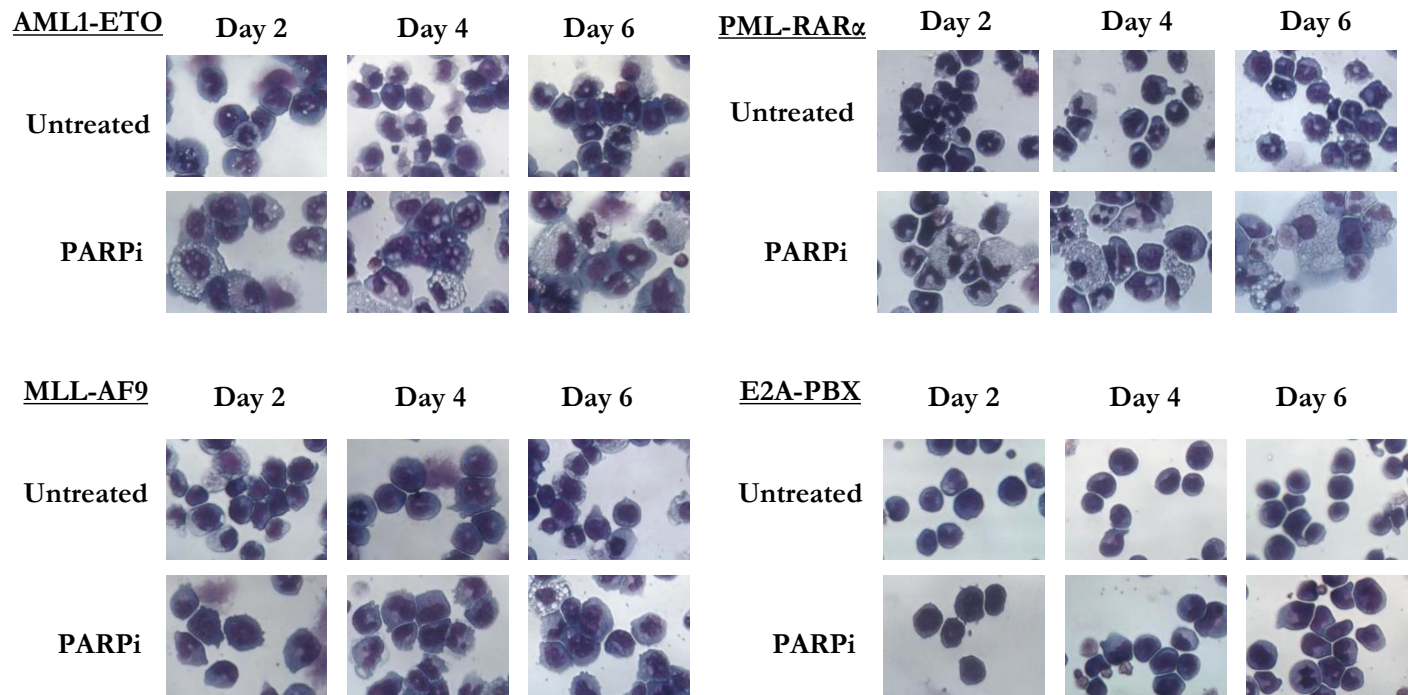 AML1-ETO Day 2 Day 4 Day 6
Untreated
PARPi
PML-RARα Day 2 Day 4 Day 6
Untreated
PARPi
MLL-AF9 Day 2 Day 4 Day 6
Untreated
PARPi
E2A-PBX Day 2 Day 4 Day 6
Untreated
PARPi